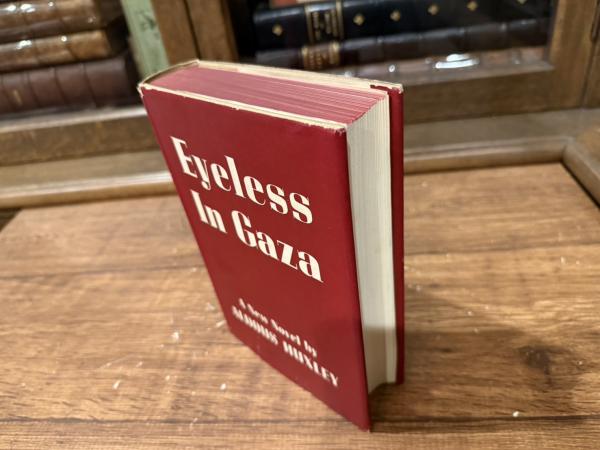 Eyeless
In Gaza
A New Novel by
ALDOUS HUXLEY